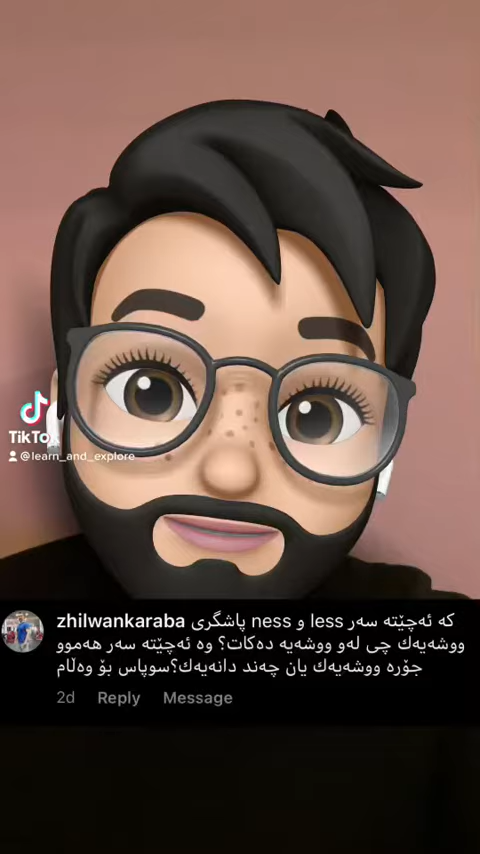 TikTok
@learn_and_explore
zhilwankaraba پاشگری ness و less کە ئەچێتە سەر
ووشەیەك چی لەو ووشەیە دەکات؟ وە ئەچێتە سەر هەموو
جۆرە ووشەیەك یان چەند دانەیەك؟سوپاس بۆ وەڵام
2d Reply Message